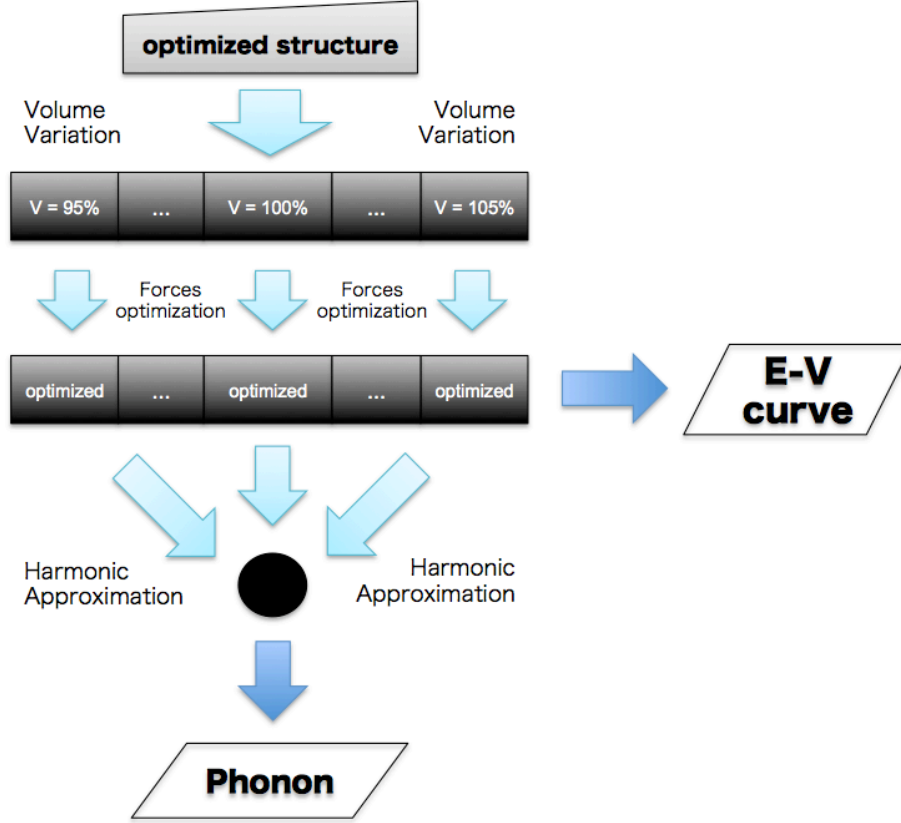 optimized structure
Volume
Variation
Volume
Variation
V = 95%
...
V = 100%
...
V = 105%
Forces
optimization
Forces
optimization
optimized
...
optimized
...
optimized
E-V
curve
Harmonic
Approximation
Harmonic
Approximation
Phonon